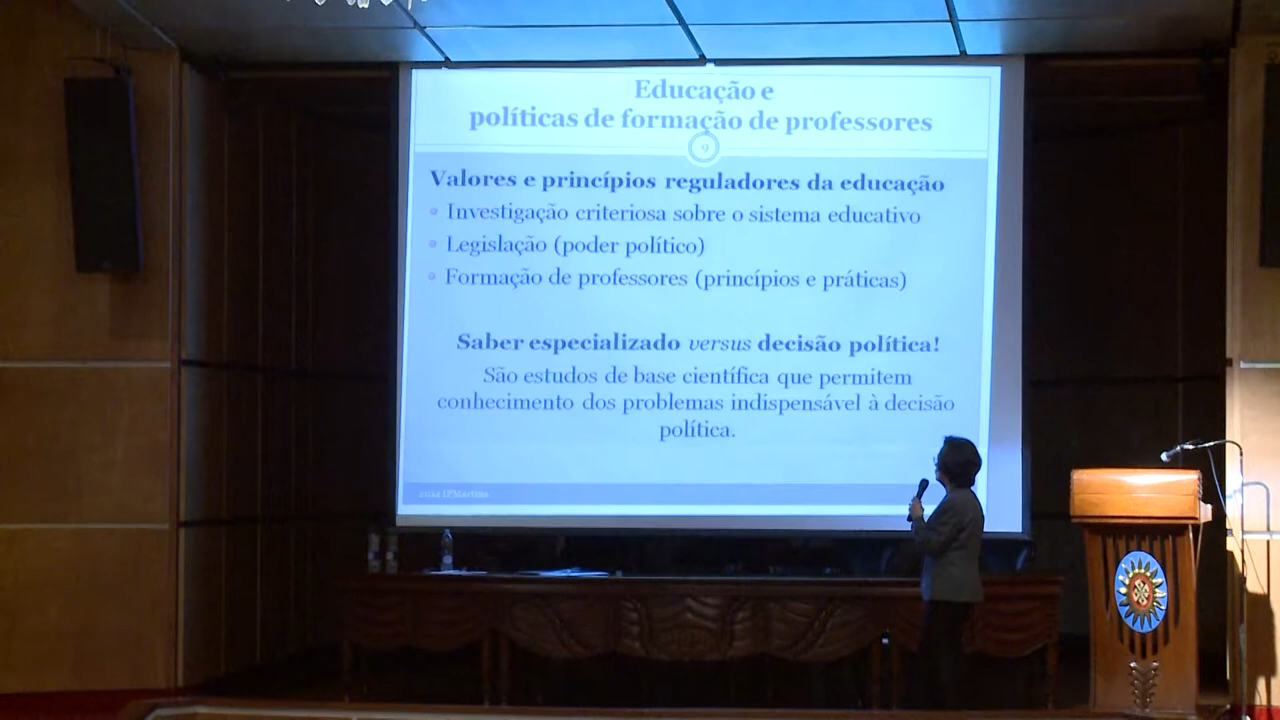 Educação e
políticas de formação de professores
9
Valores e princípios reguladores da educação
Investigação criteriosa sobre o sistema educativo
Legislação (poder político)
Formação de professores (princípios e práticas)
Saber especializado versus decisão política!
São estudos de base científica que permitem
conhecimento dos problemas indispensável à decisão
política.
2014 IPMartins